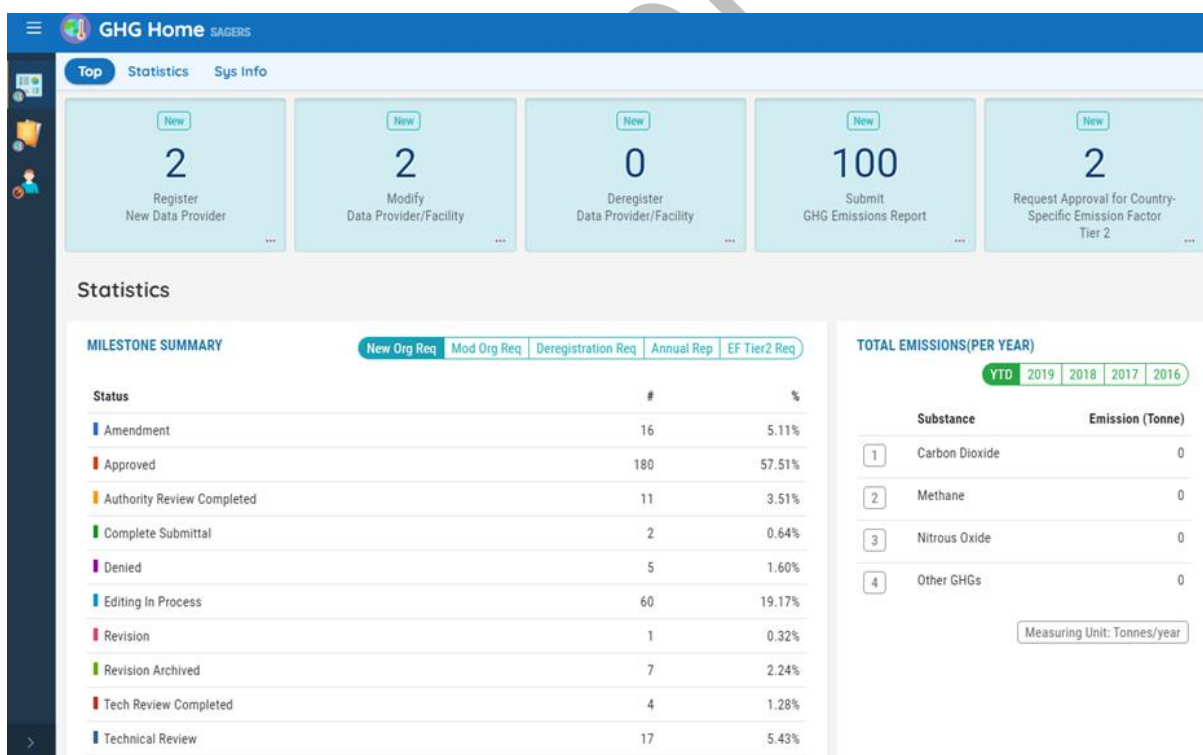 GHG Home SAGERS
Top Statistics Sys Info
New
2
Register
New Data Provider
...
New
2
Modify
Data Provider/Facility
...
New
0
Deregister
Data Provider/Facility
...
New
100
Submit
GHG Emissions Report
...
New
2
Request Approval for Country-
Specific Emission Factor
Tier 2
...
Statistics
MILESTONE SUMMARY
New Org Req Mod Org Req Deregistration Req Annual Rep EF Tier2 Req
Status # %
Amendment 16 5.11%
Approved 180 57.51%
Authority Review Completed 11 3.51%
Complete Submittal 2 0.64%
Denied 5 1.60%
Editing In Process 60 19.17%
Revision 1 0.32%
Revision Archived 7 2.24%
Tech Review Completed 4 1.28%
Technical Review 17 5.43%
TOTAL EMISSIONS(PER YEAR)
YTD 2019 2018 2017 2016
Substance Emission (Tonne)
1 Carbon Dioxide 0
2 Methane 0
3 Nitrous Oxide 0
4 Other GHGs 0
Measuring Unit: Tonnes/year